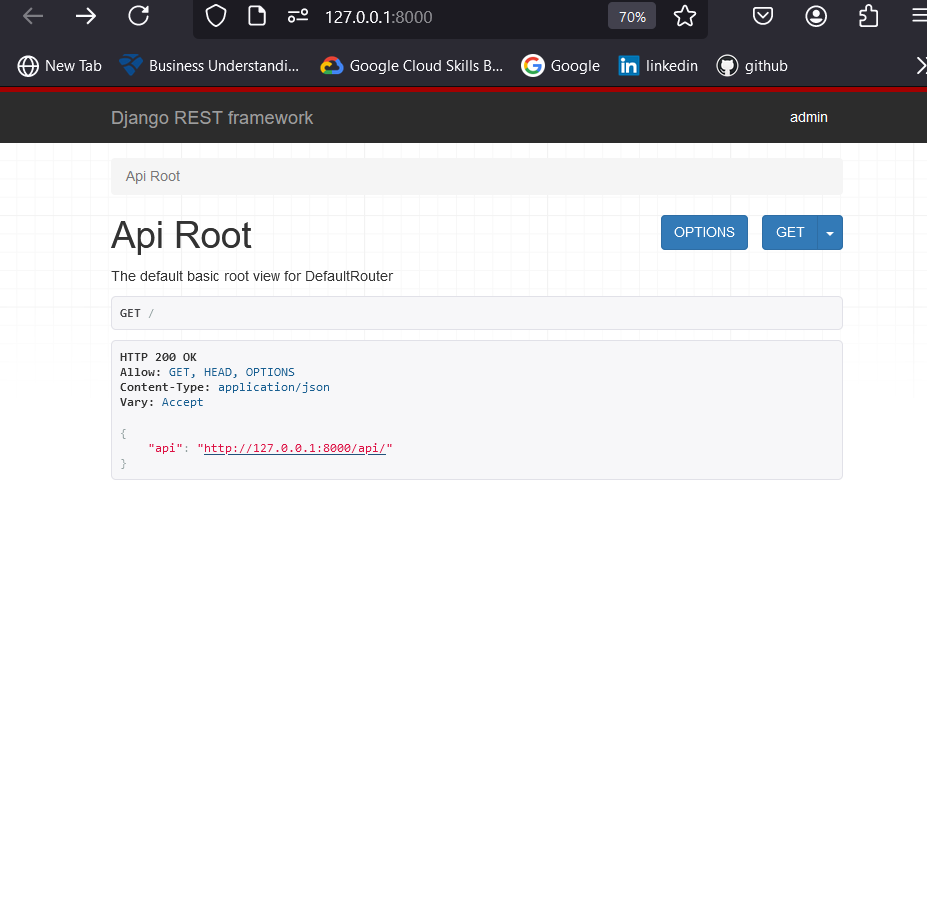 127.0.0.1:8000 70%
New Tab Business Understandi... Google Cloud Skills B... Google linkedin github
Django REST framework admin
Api Root
Api Root OPTIONS GET
The default basic root view for DefaultRouter
GET /
HTTP 200 OK
Allow: GET, HEAD, OPTIONS
Content-Type: application/json
Vary: Accept
{
"api": "http://127.0.0.1:8000/api/"
}